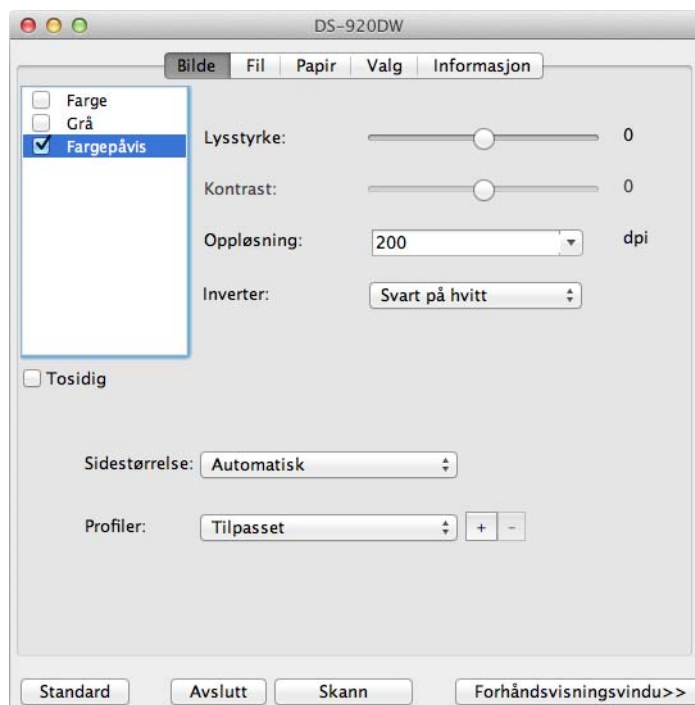 DS-920DW
Bilde Fil Papir Valg Informasjon
Farge
Grå
Fargepåvis
Lysstyrke: 0
Kontrast: 0
Oppløsning: 200 dpi
Inverter: Svart på hvitt
Tosidig
Sidestørrelse: Automatisk
Profiler: Tilpasset + -
Standard Avslutt Skann Forhåndsvisningsvindu>>